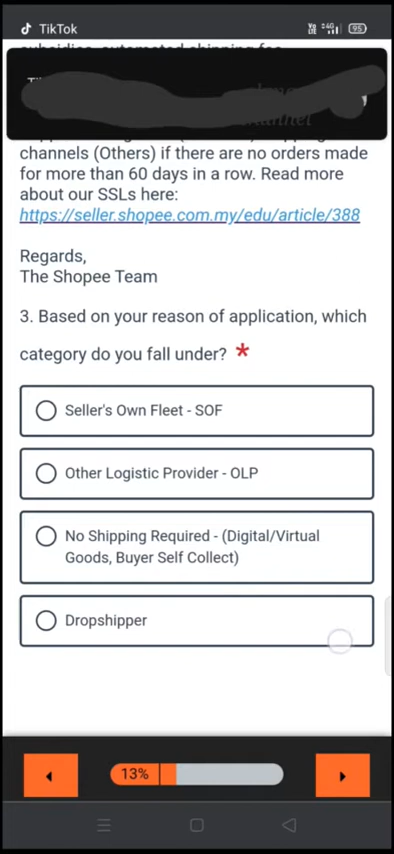 TikTok
95
subsidies, automated shipping fee
channels (Others) if there are no orders made
for more than 60 days in a row. Read more
about our SSLs here:
https://seller.shopee.com.my/edu/article/388
Regards,
The Shopee Team
3. Based on your reason of application, which
category do you fall under? *
Seller's Own Fleet - SOF
Other Logistic Provider - OLP
No Shipping Required - (Digital/Virtual
Goods, Buyer Self Collect)
Dropshipper
13%